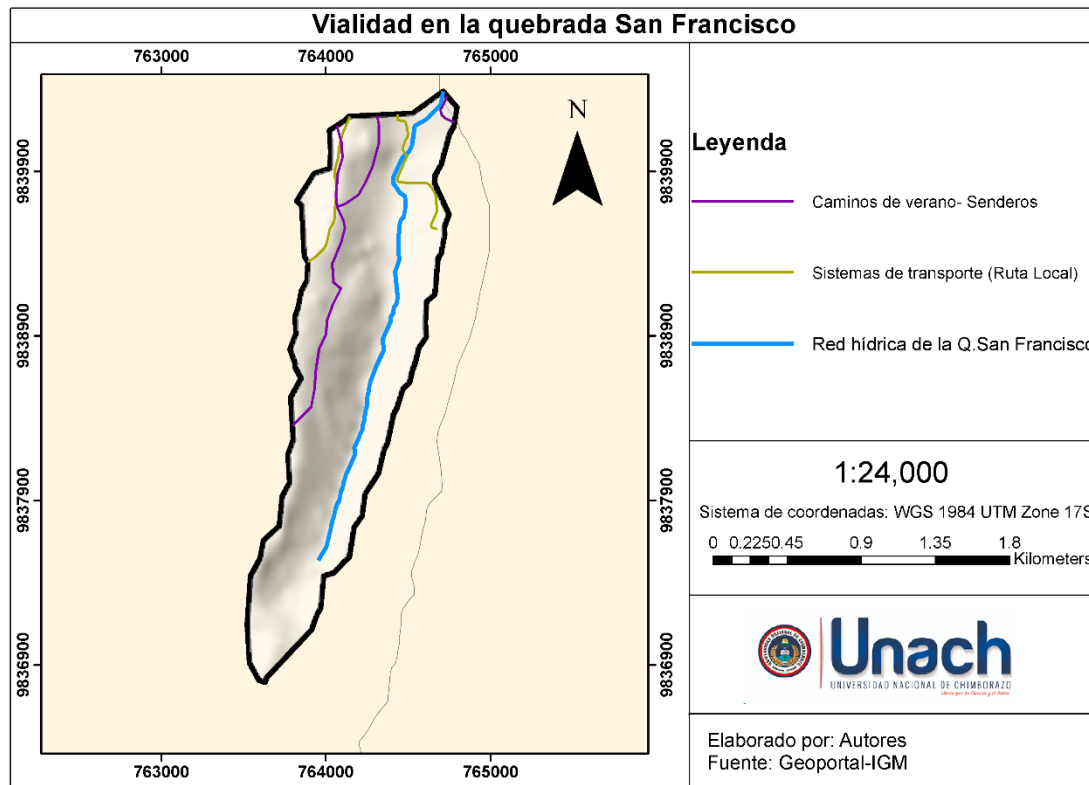 Vialidad en la quebrada San Francisco
763000 764000 765000
N
9839900
9838900
9837900
9836900
9839900
9838900
9837900
9836900
763000 764000 765000
Leyenda
Caminos de verano- Senderos
Sistemas de transporte (Ruta Local)
Red hídrica de la Q.San Francisco
1:24,000
Sistema de coordenadas: WGS 1984 UTM Zone 17S
0 0.2250.45 0.9 1.35 1.8
Kilometers
Unach
UNIVERSIDAD NACIONAL DE CHIMBORAZO
Elaborado por: Autores
Fuente: Geoportal-IGM